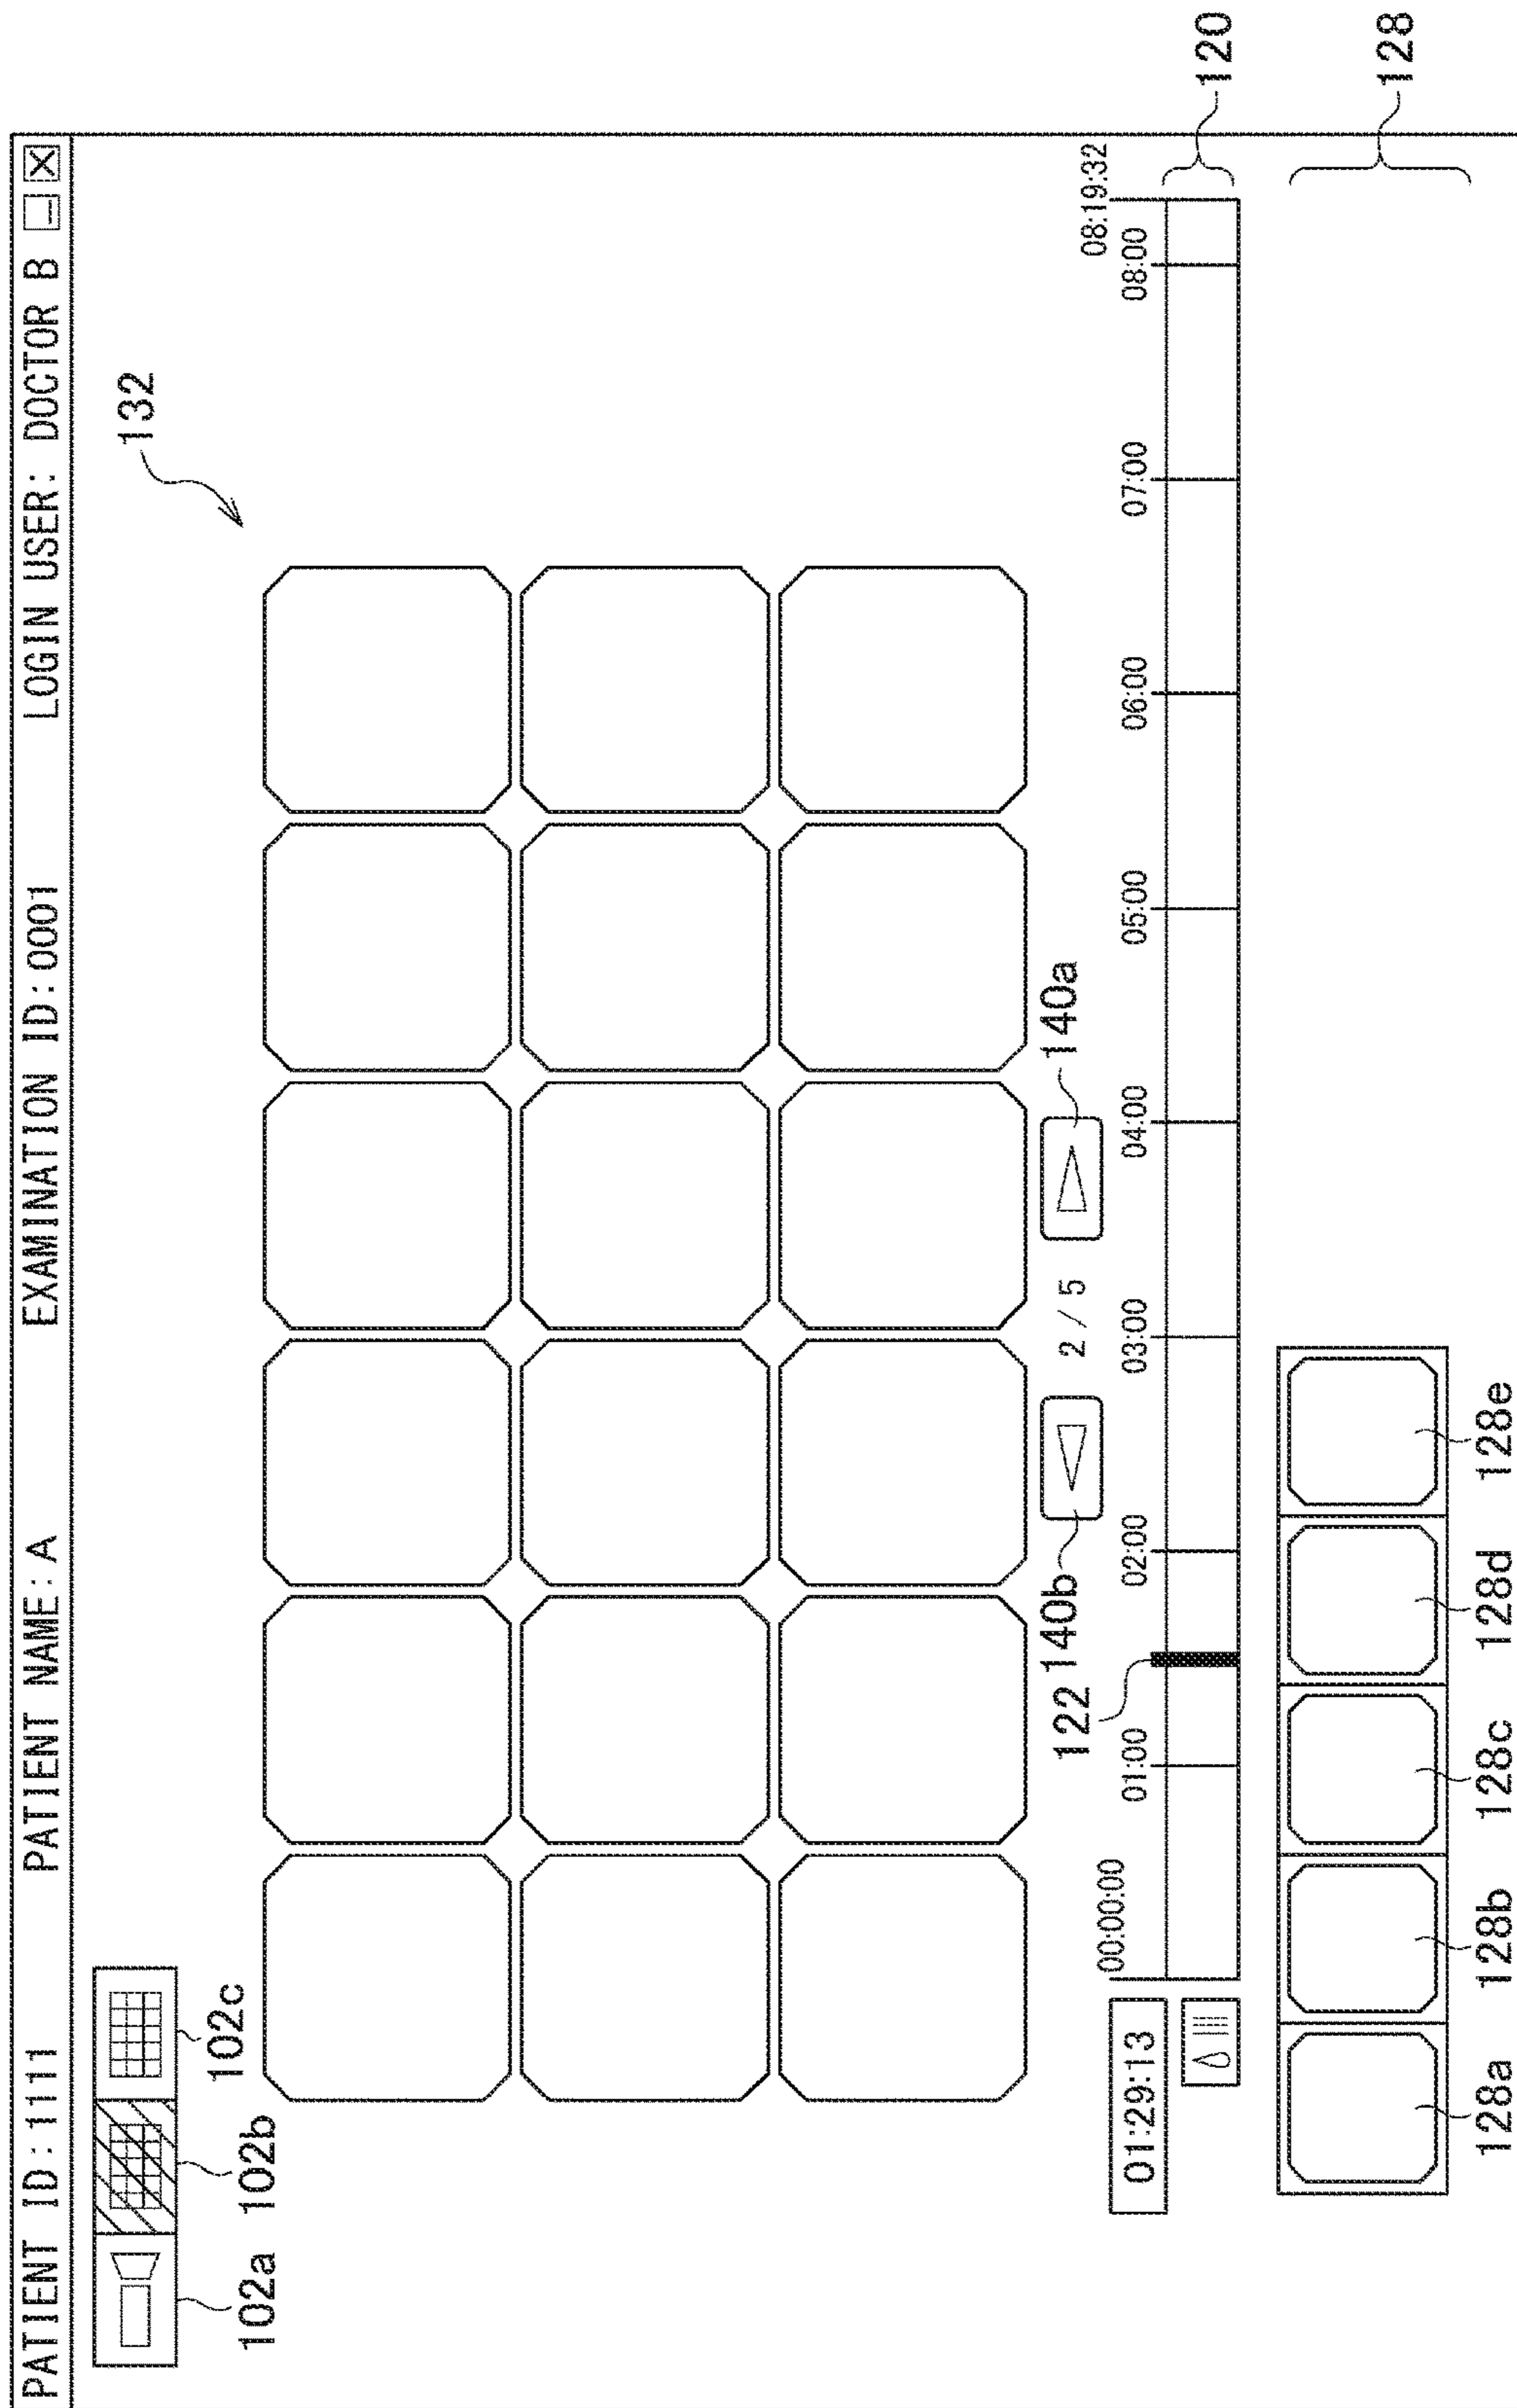 PATIENT ID:1111 PATIENT NAME:A EXAMINATION ID:0001 LOGIN USER: DOCTOR B
102a 102b 102c
132
140b 2 / 5 140a
122
01:29:13
00:00:00 01:00 02:00 03:00 04:00 05:00 06:00 07:00 08:00 08:19:32
120
128
128a 128b 128c 128d 128e